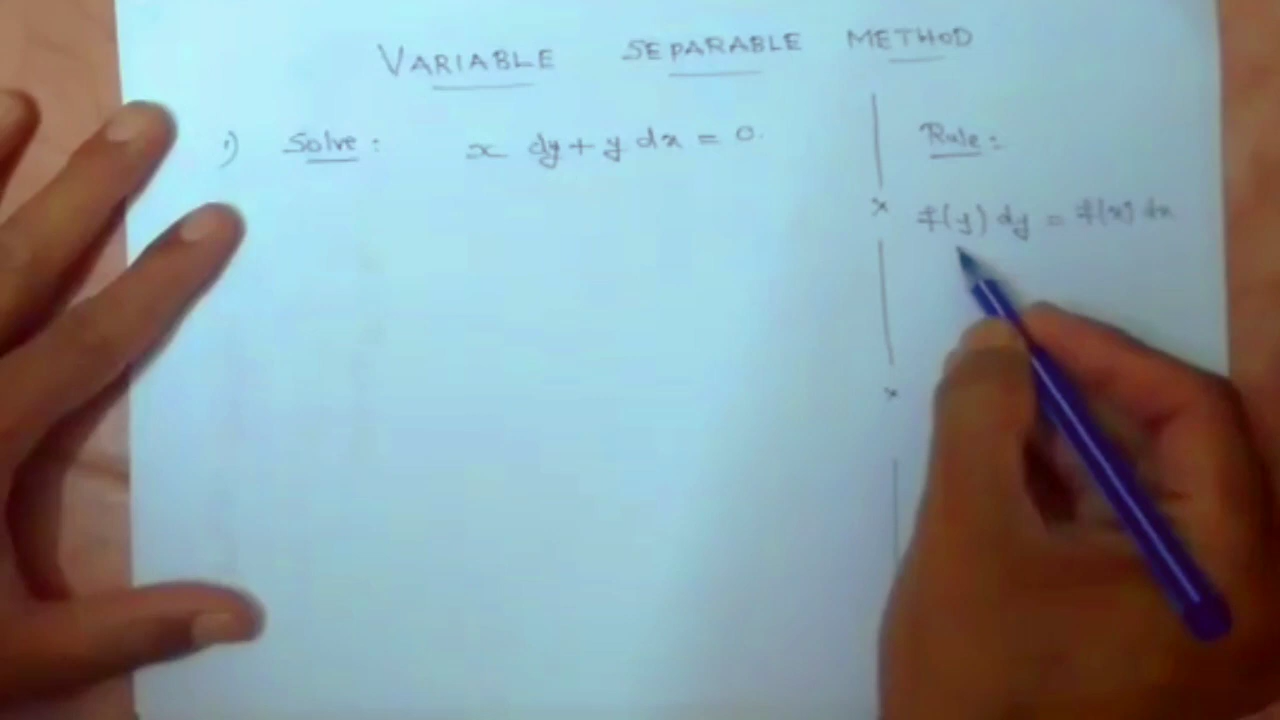 VARIABLE SEPARABLE METHOD
1) Solve : x dy + y dx = 0.
Rule :
f(y) dy = f(x) dx